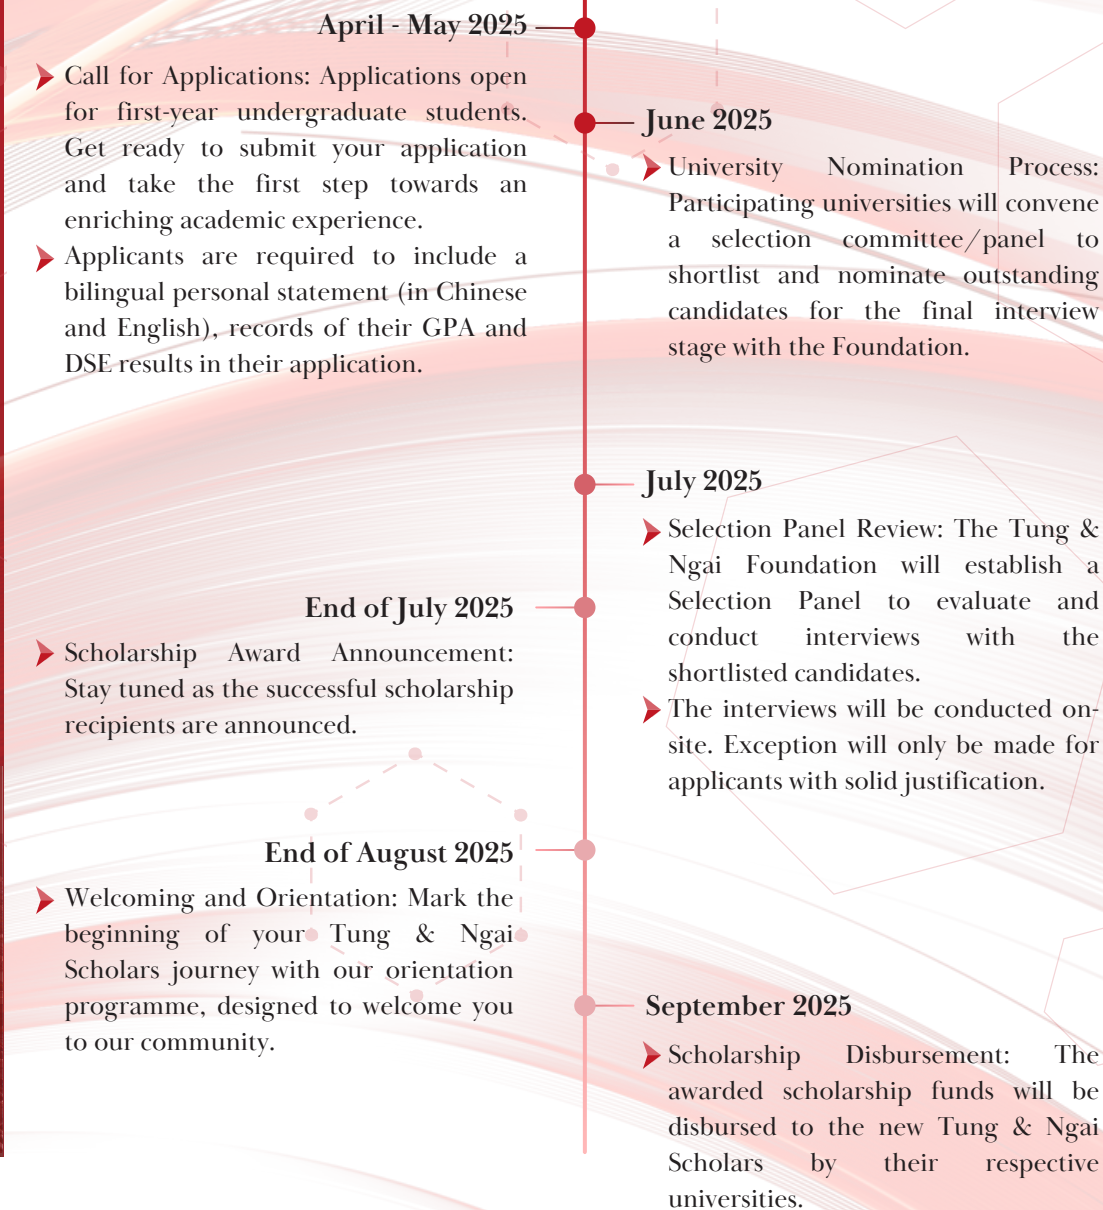 April - May 2025
Call for Applications: Applications open
for first-year undergraduate students.
Get ready to submit your application
and take the first step towards an
enriching academic experience.
Applicants are required to include a
bilingual personal statement (in Chinese
and English), records of their GPA and
DSE results in their application.
June 2025
University Nomination Process:
Participating universities will convene
a selection committee/panel to
shortlist and nominate outstanding
candidates for the final interview
stage with the Foundation.
July 2025
Selection Panel Review: The Tung &
Ngai Foundation will establish a
Selection Panel to evaluate and
conduct interviews with the
shortlisted candidates.
The interviews will be conducted on-
site. Exception will only be made for
applicants with solid justification.
End of July 2025
Scholarship Award Announcement:
Stay tuned as the successful scholarship
recipients are announced.
End of August 2025
Welcoming and Orientation: Mark the
beginning of your Tung & Ngai
Scholars journey with our orientation
programme, designed to welcome you
to our community.
September 2025
Scholarship Disbursement: The
awarded scholarship funds will be
disbursed to the new Tung & Ngai
Scholars by their respective
universities.